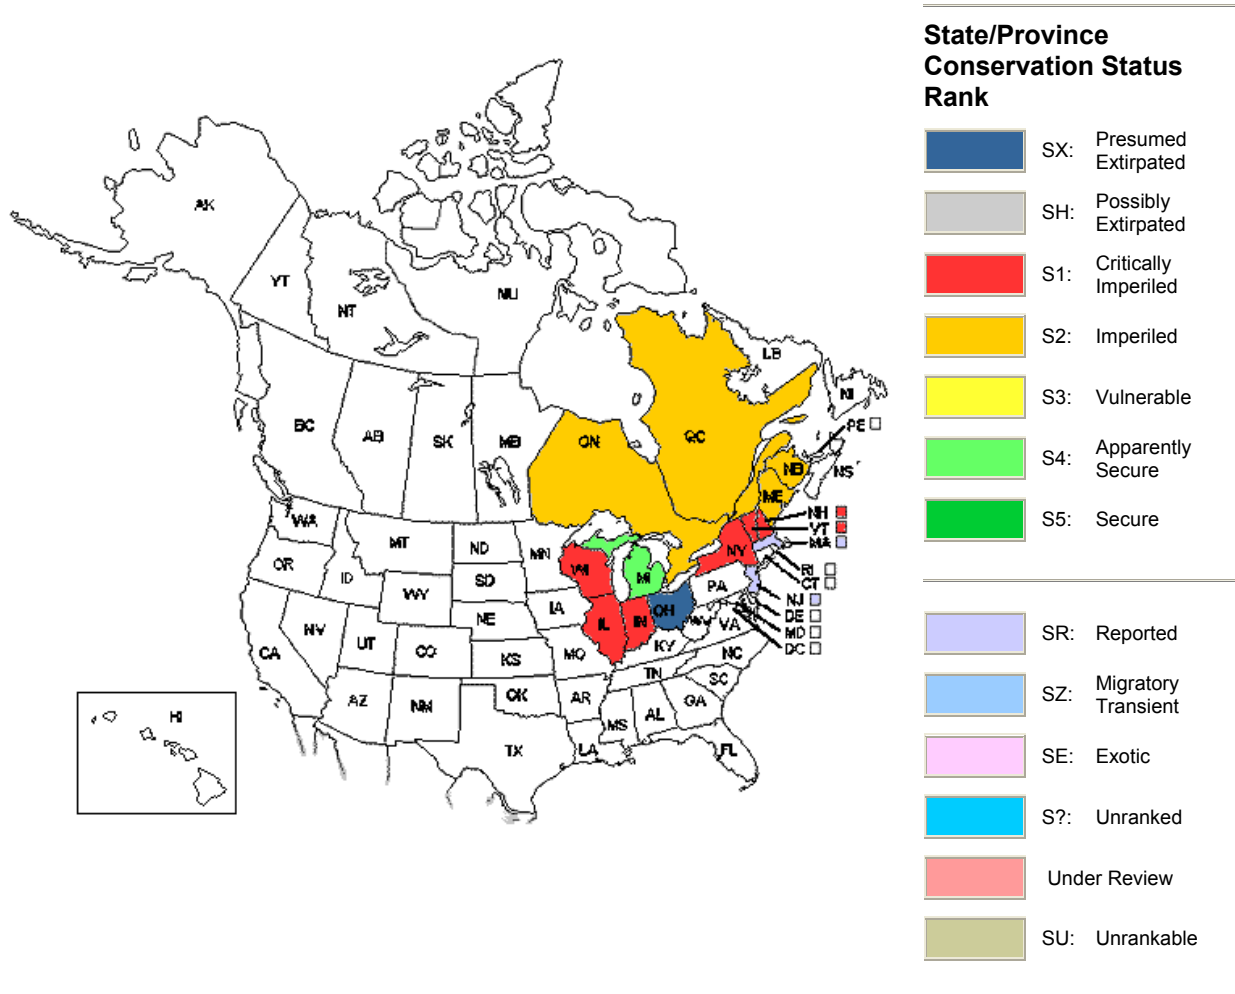 AK
YT
NT
NU
LB
NI
BC
AB
SK
MB
ON
QC
PE
NB
NS
ME
NH
VT
MA
NY
WA
MT
ND
MN
WI
MI
RI
CT
OR
ID
SD
PA
NJ
WY
IA
OH
DE
NE
IL
IN
WV
VA
MD
NV
UT
CO
KS
MO
KY
DC
CA
NC
TN
SC
AZ
NM
OK
AR
GA
MS
AL
HI
TX
LA
FL
State/Province
Conservation Status
Rank
SX: Presumed
Extirpated
SH: Possibly
Extirpated
S1: Critically
Imperiled
S2: Imperiled
S3: Vulnerable
S4: Apparently
Secure
S5: Secure
SR: Reported
SZ: Migratory
Transient
SE: Exotic
S?: Unranked
Under Review
SU: Unrankable